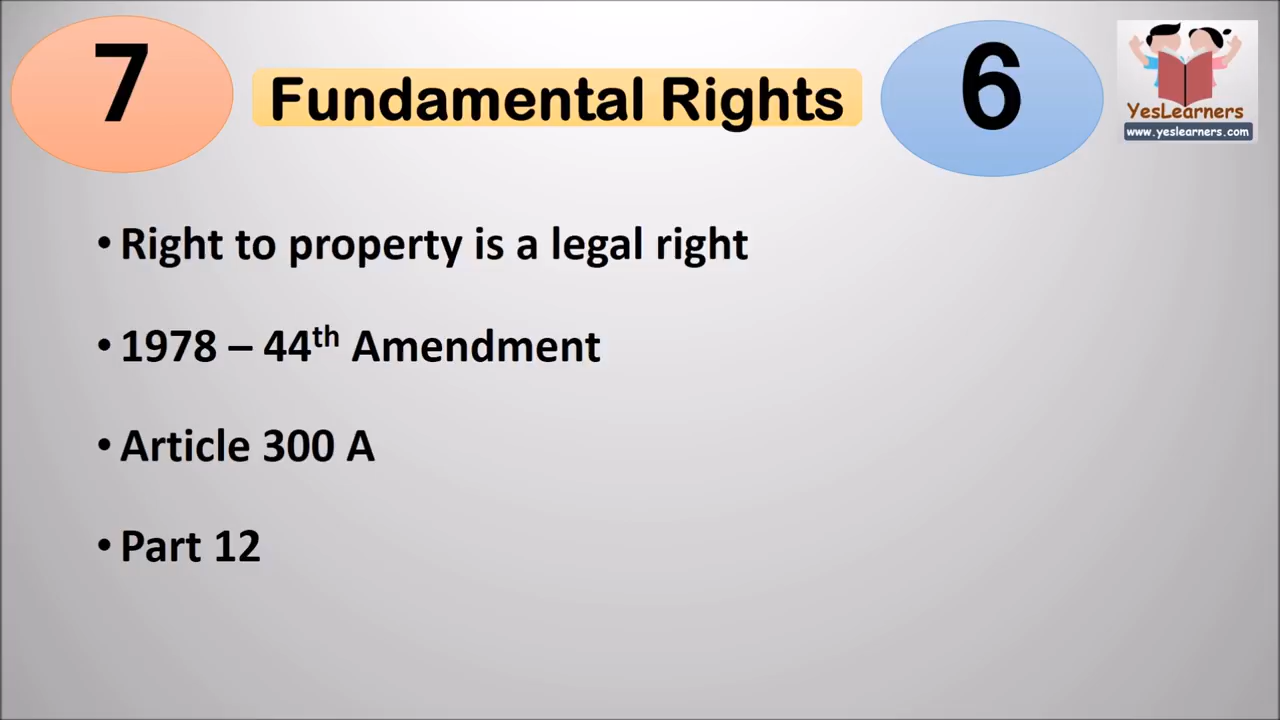 7
Fundamental Rights
6
YesLearners
www.yeslearners.com
• Right to property is a legal right
• 1978 – 44th Amendment
• Article 300 A
• Part 12